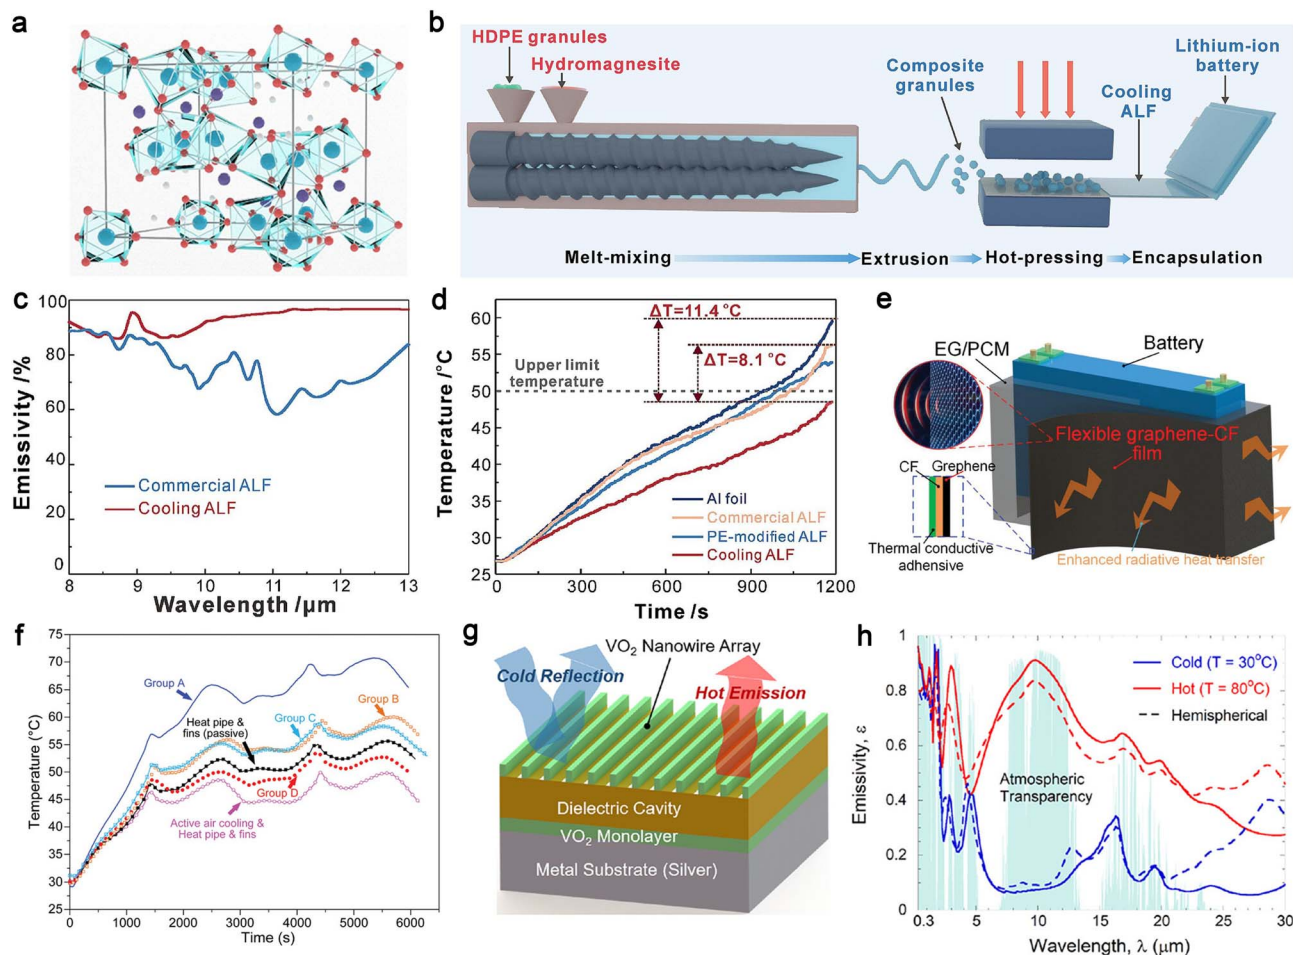 a
b
HDPE granules
Hydromagnesite
Composite
granules
Cooling
ALF
Lithium-ion
battery
Melt-mixing
Extrusion
Hot-pressing
Encapsulation
c
100
80
60
40
20
0
Emissivity /%
Commercial ALF
Cooling ALF
8
9
10
11
12
13
Wavelength /µm
d
60
55
50
45
40
35
30
25
Temperature /°C
ΔT=11.4 °C
ΔT=8.1 °C
Upper limit
temperature
Al foil
Commercial ALF
PE-modified ALF
Cooling ALF
0
300
600
900
1200
Time /s
e
EG/PCM
Battery
Flexible graphene-CF
film
CF
Grephene
Thermal conductive
adhensive
Enhanced radiative heat transfer
f
75
70
65
60
55
50
45
40
35
30
25
Temperature (°C)
Group A
Group B
Group C
Heat pipe &
fins (passive)
Group D
Active air cooling &
Heat pipe & fins
0
1000
2000
3000
4000
5000
6000
Time (s)
g
VO2 Nanowire Array
Cold Reflection
Hot Emission
Dielectric Cavity
VO2 Monolayer
Metal Substrate (Silver)
h
1
0.8
0.6
0.4
0.2
0
Emissivity, ε
Cold (T = 30°C)
Hot (T = 80°C)
Hemispherical
Atmospheric
Transparency
0.3
5
10
15
20
25
30
Wavelength, λ (µm)